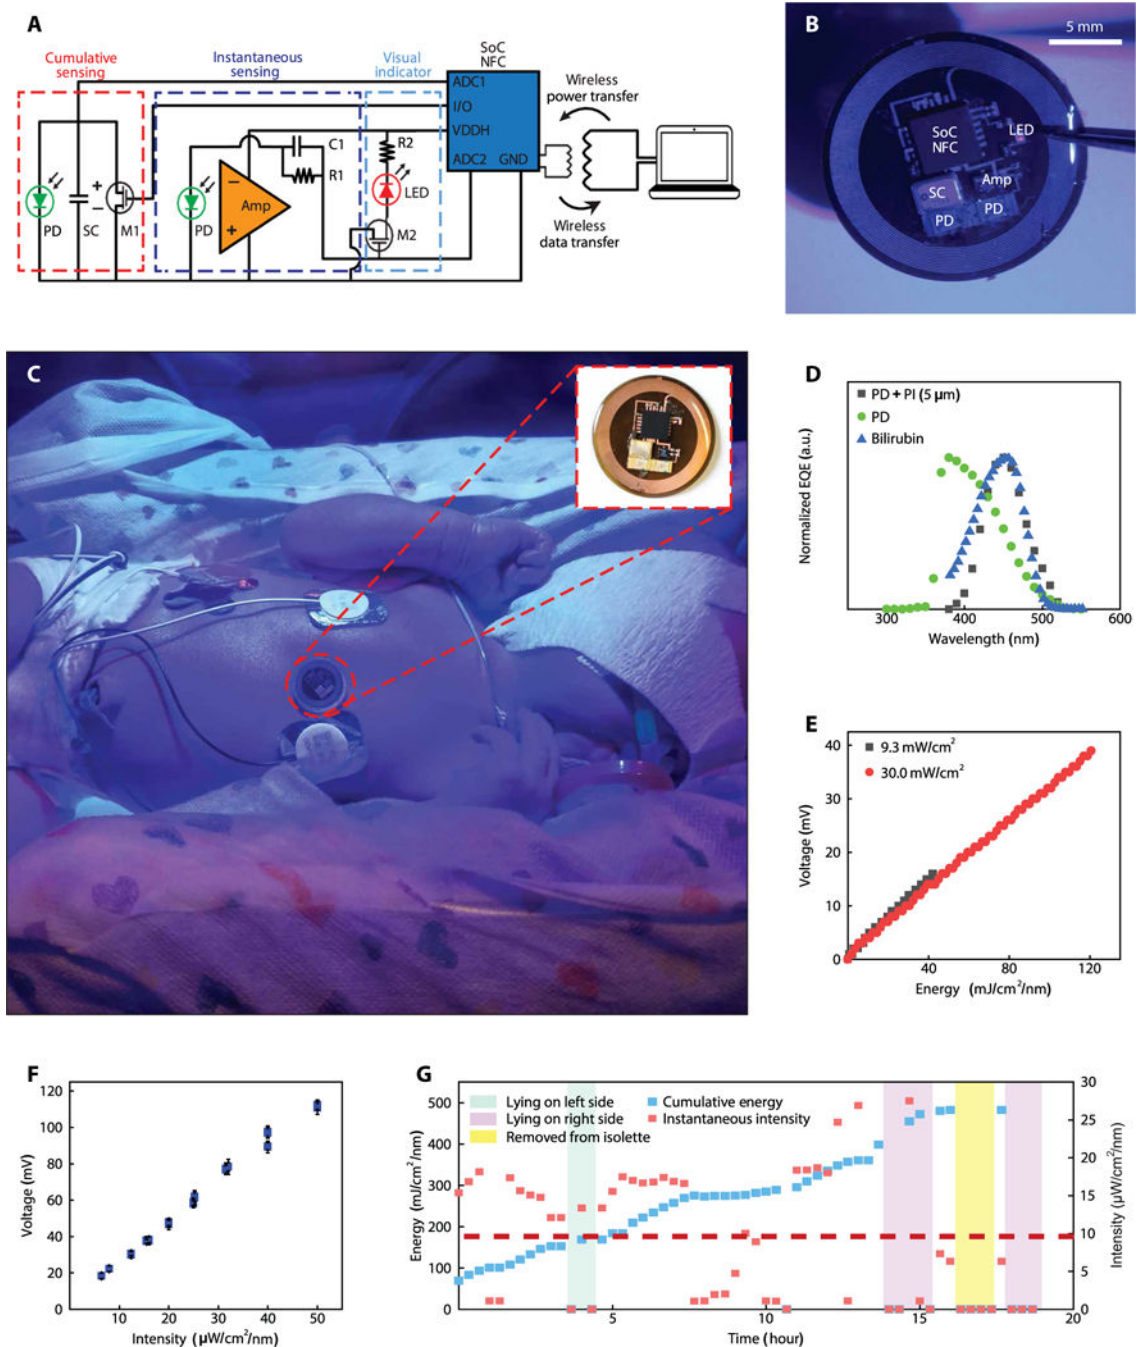 A
Cumulative
sensing
Instantaneous
sensing
Visual
indicator
SoC
NFC
ADC1
I/O
VDDH
ADC2 GND
C1
R1
R2
LED
M2
PD
SC
M1
+
−
PD
−
Amp
+
Wireless
power transfer
Wireless
data transfer
B
5 mm
SoC
NFC
LED
SC
Amp
PD
PD
C
D
Normalized EQE (a.u.)
PD + PI (5 μm)
PD
Bilirubin
300 400 500 600
Wavelength (nm)
E
Voltage (mV)
40
30
20
10
0
9.3 mW/cm²
30.0 mW/cm²
40 80 120
Energy (mJ/cm²/nm)
F
Voltage (mV)
120
100
80
60
40
20
0
10 20 30 40 50
Intensity (μW/cm²/nm)
G
Energy (mJ/cm²/nm)
500
400
300
200
100
0
Lying on left side
Lying on right side
Removed from isolette
Cumulative energy
Instantaneous intensity
30
25
20
15
10
5
0
Intensity (μW/cm²/nm)
5 10 15 20
Time (hour)